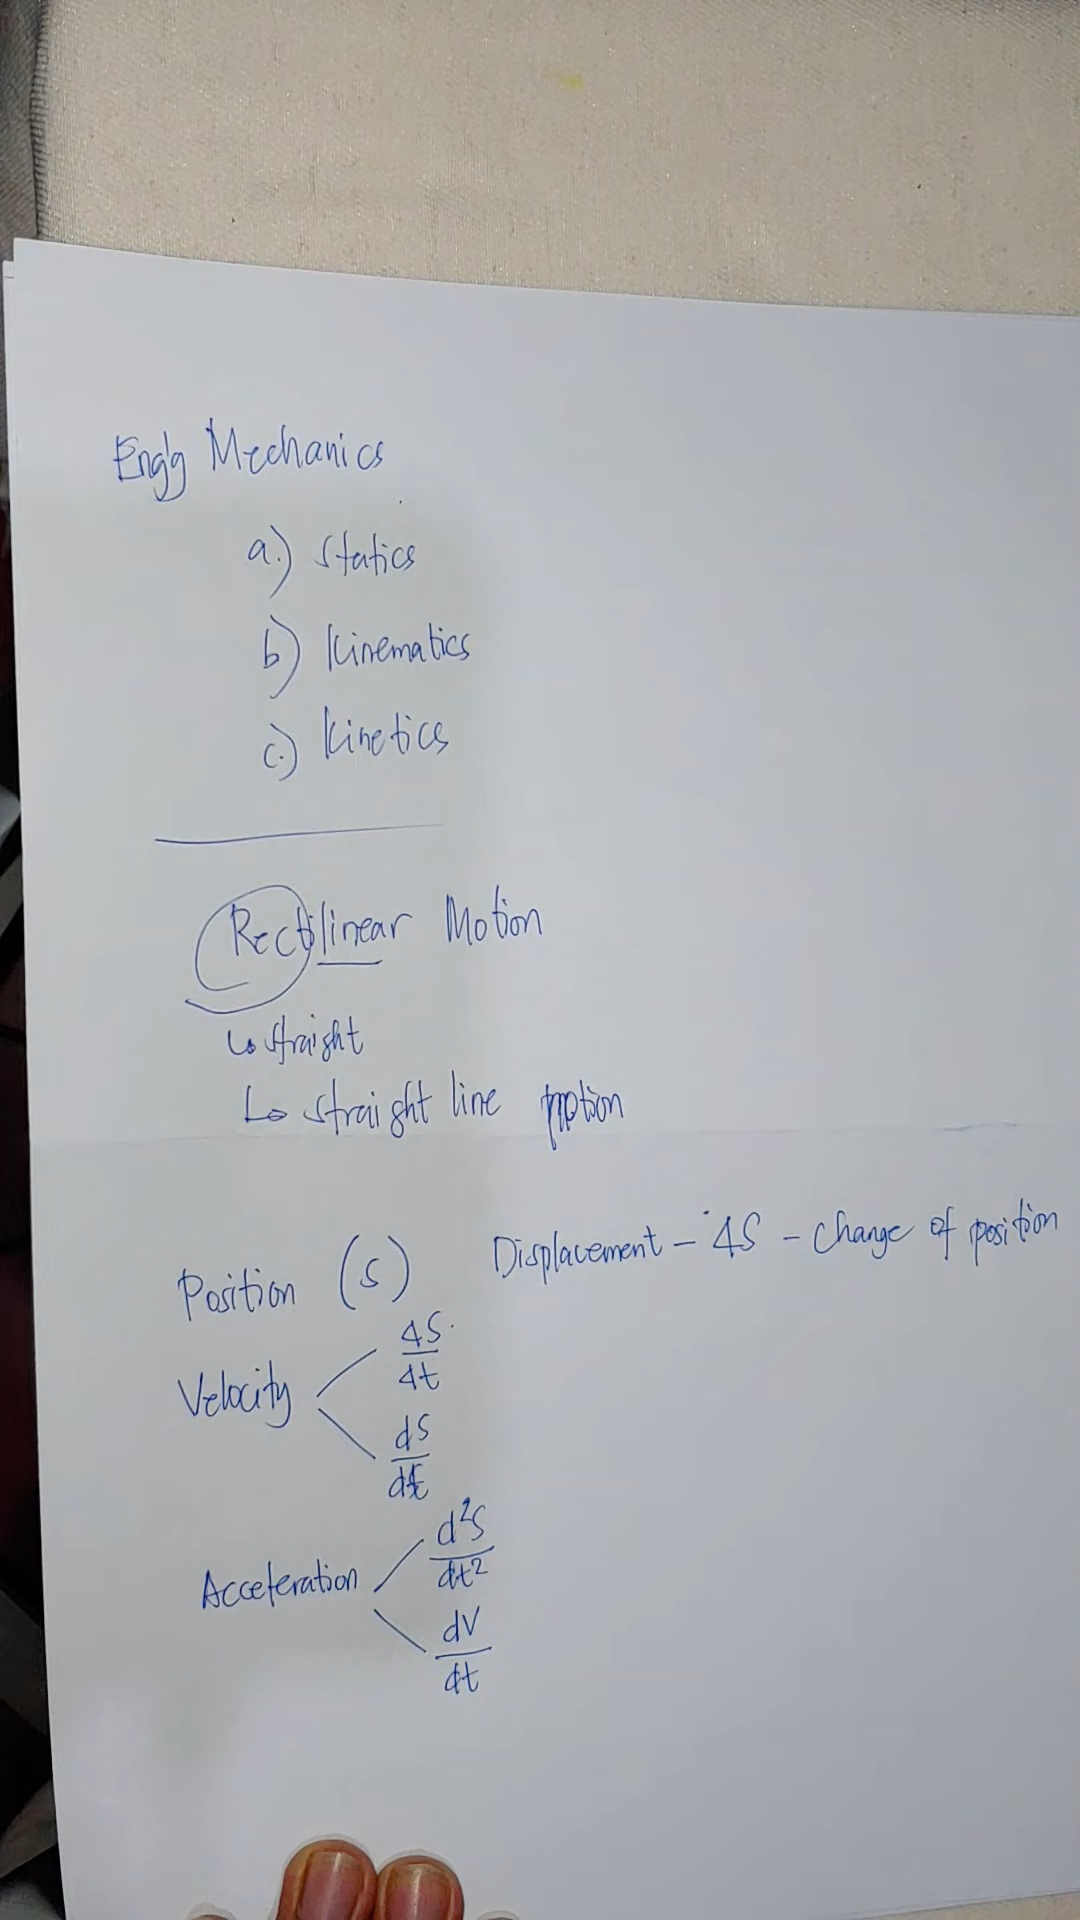 Eng'g Mechanics
a.) Statics
b) Kinematics
c.) Kinetics
Rectilinear Motion
↳ straight
↳ straight line motion
Position (S)
Displacement - ΔS - Change of position
Velocity
ΔS
Δt
dS
dt
Acceleration
d²S
dt²
dV
dt